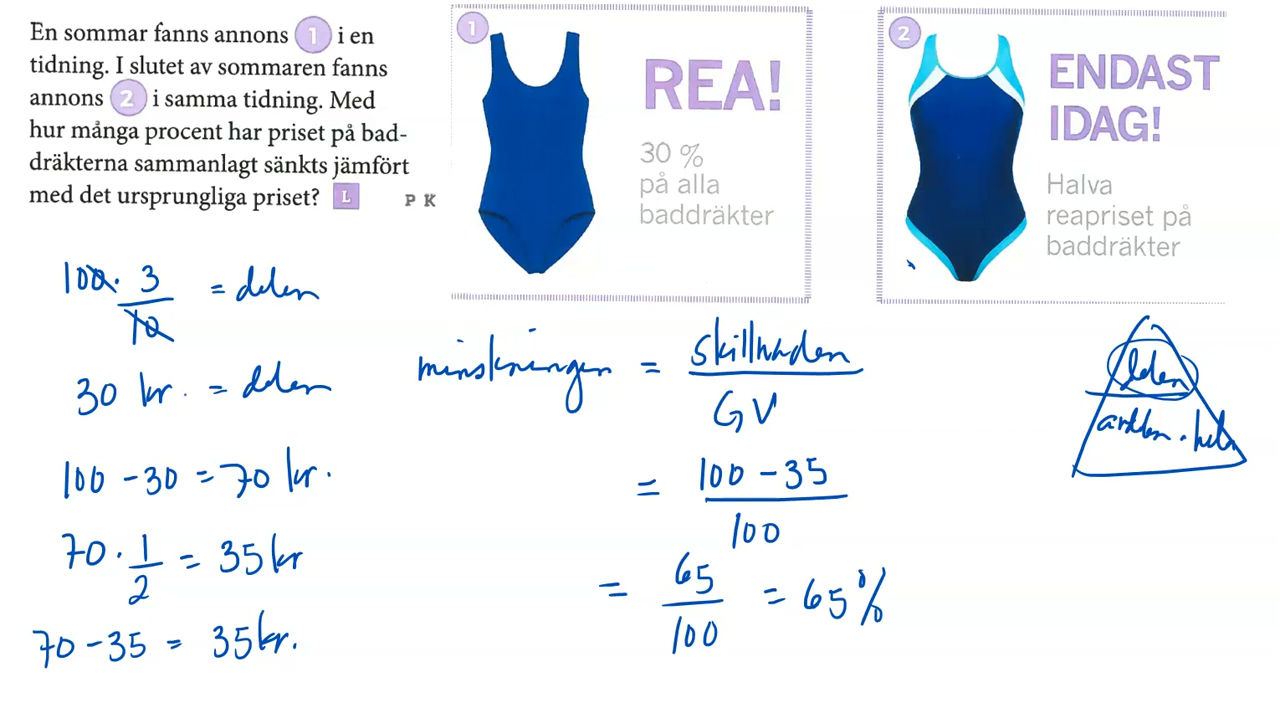 En sommar fanns annons 1 i en
tidning. I slutet av sommaren fanns
annons 2 i samma tidning. Med
hur många procent har priset på bad-
dräkterna sammanlagt sänkts jämfört
med det ursprungliga priset? L P K
1
REA!
30 %
på alla
baddräkter
2
ENDAST
IDAG!
Halva
reapriset på
baddräkter
100 · 3/10 = delen
30 kr. = delen
100 - 30 = 70 kr.
70 · 1/2 = 35 kr
70 - 35 = 35 kr.
minskningen = skillnaden / GV
= 100 - 35 / 100
= 65/100 = 65%
delen
andelen · hela